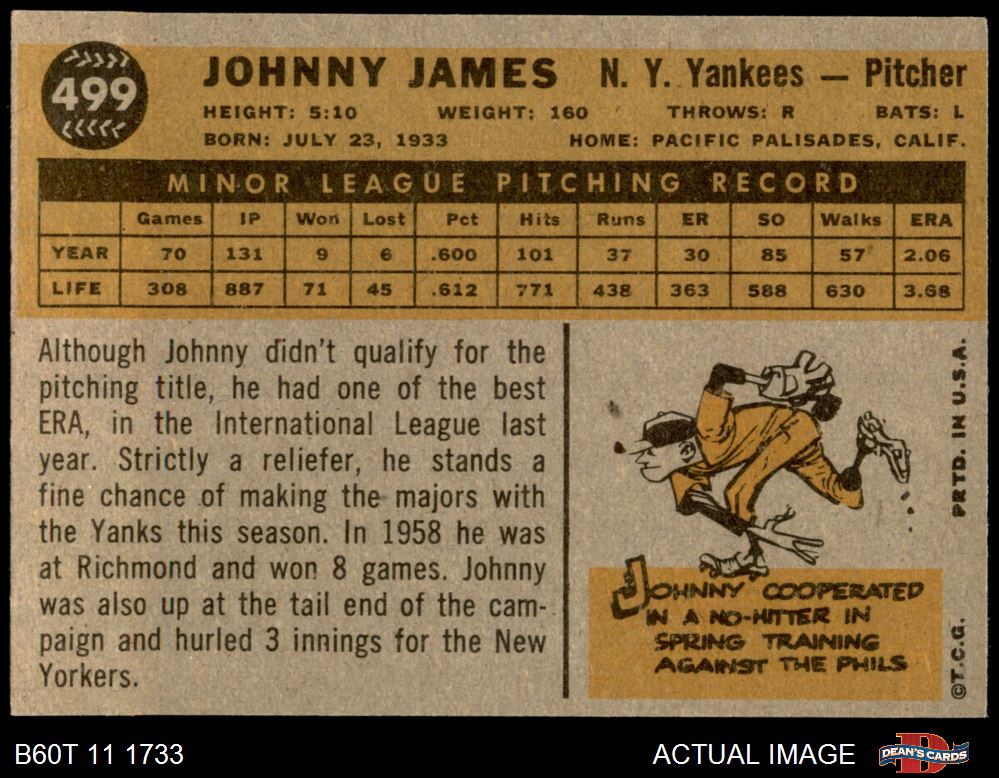 499
JOHNNY JAMES N. Y. Yankees — Pitcher
HEIGHT: 5:10 WEIGHT: 160 THROWS: R BATS: L
BORN: JULY 23, 1933 HOME: PACIFIC PALISADES, CALIF.
MINOR LEAGUE PITCHING RECORD
Games IP Won Lost Pct Hits Runs ER SO Walks ERA
YEAR 70 131 9 6 .600 101 37 30 85 57 2.06
LIFE 308 887 71 45 .612 771 438 363 588 630 3.68
Although Johnny didn't qualify for the
pitching title, he had one of the best
ERA, in the International League last
year. Strictly a reliefer, he stands a
fine chance of making the majors with
the Yanks this season. In 1958 he was
at Richmond and won 8 games. Johnny
was also up at the tail end of the cam-
paign and hurled 3 innings for the New
Yorkers.
JOHNNY COOPERATED
IN A NO-HITTER IN
SPRING TRAINING
AGAINST THE PHILS
©T.C.G. PRTD. IN U.S.A.
B60T 11 1733 ACTUAL IMAGE D DEAN'S CARDS